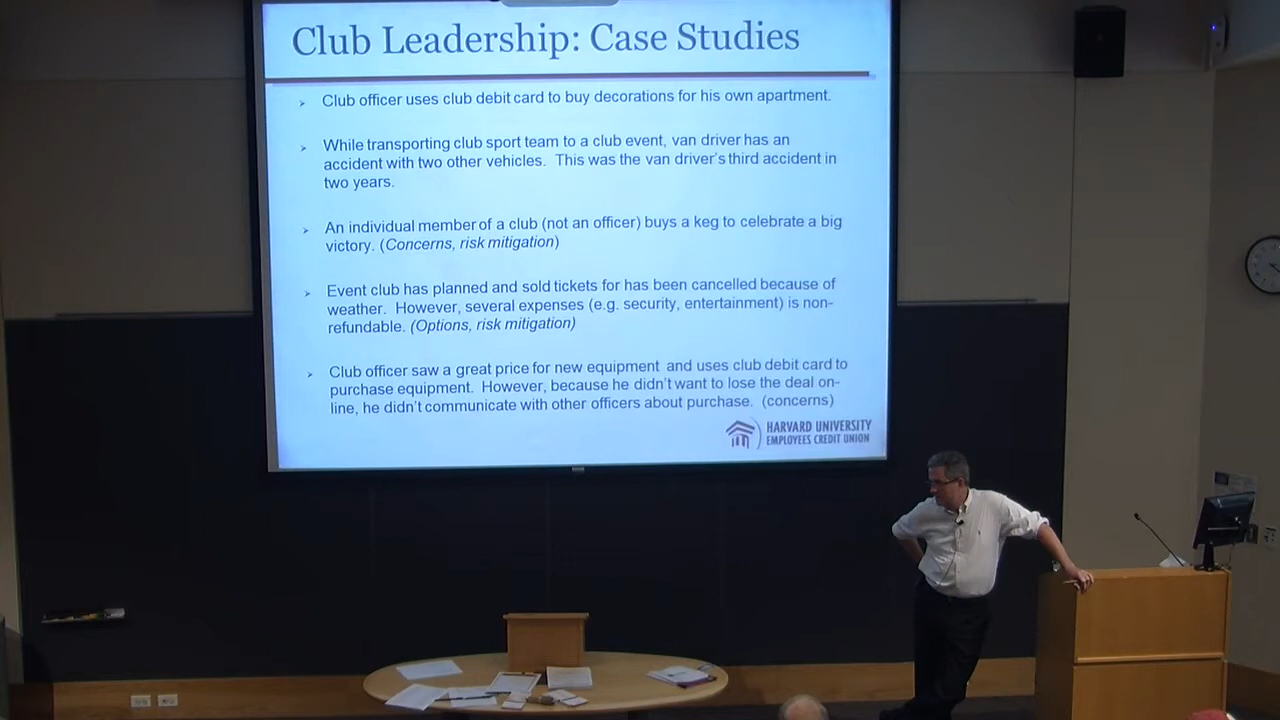 Club Leadership: Case Studies
Club officer uses club debit card to buy decorations for his own apartment.
While transporting club sport team to a club event, van driver has an
accident with two other vehicles. This was the van driver's third accident in
two years.
An individual member of a club (not an officer) buys a keg to celebrate a big
victory. (Concerns, risk mitigation)
Event club has planned and sold tickets for has been cancelled because of
weather. However, several expenses (e.g. security, entertainment) is non-
refundable. (Options, risk mitigation)
Club officer saw a great price for new equipment and uses club debit card to
purchase equipment. However, because he didn't want to lose the deal on-
line, he didn't communicate with other officers about purchase. (concerns)
HARVARD UNIVERSITY
EMPLOYEES CREDIT UNION